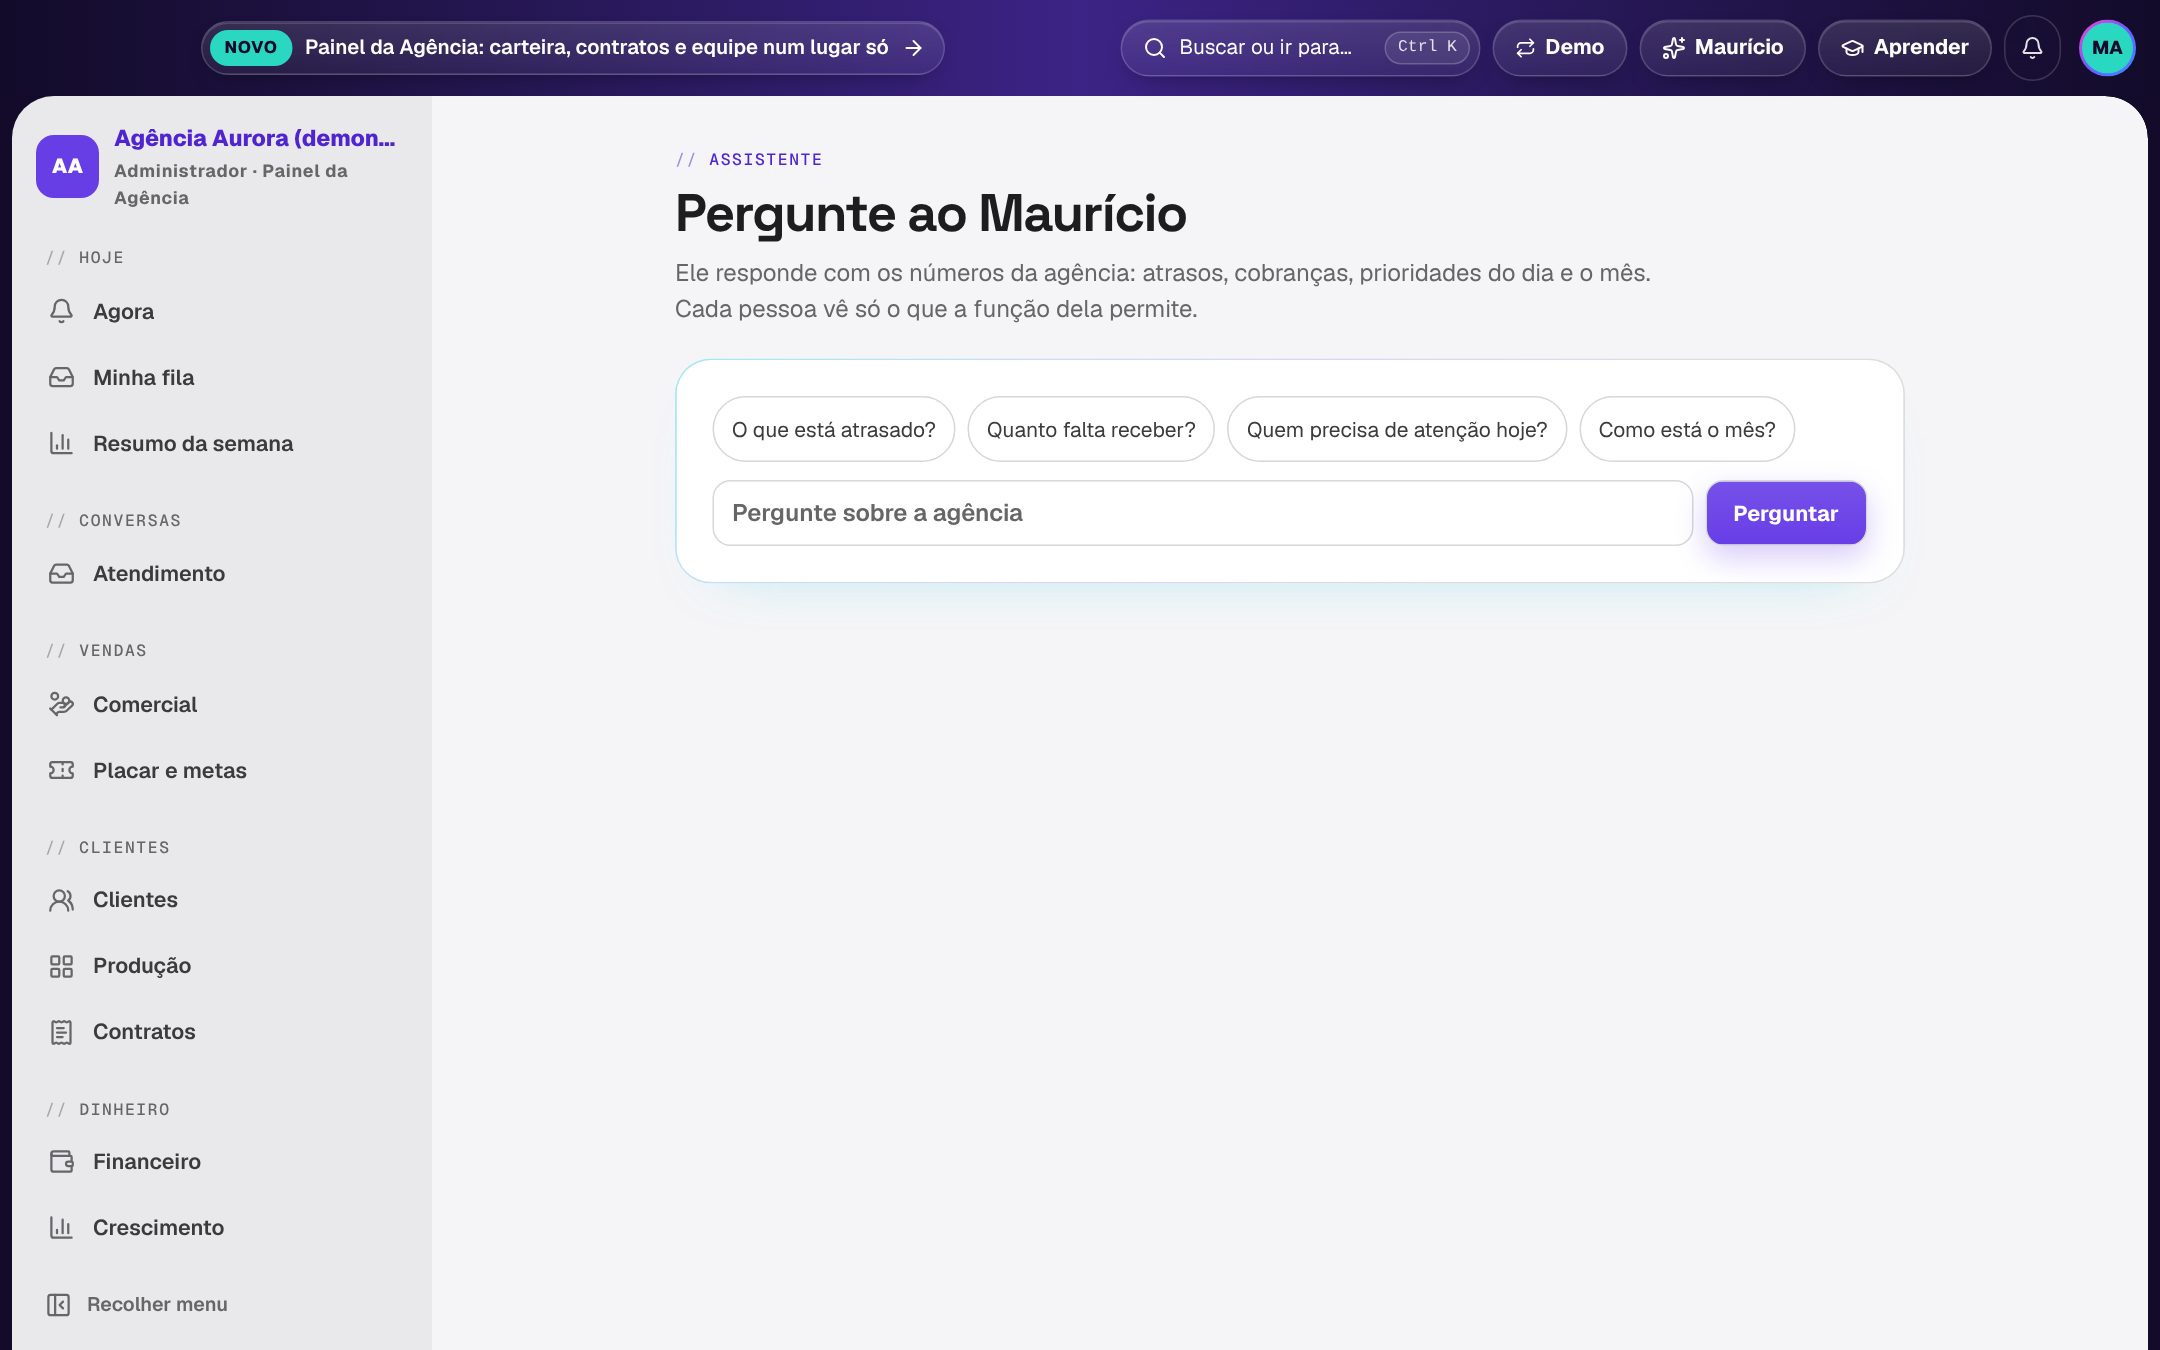 NOVO Painel da Agência: carteira, contratos e equipe num lugar só
Buscar ou ir para... Ctrl K
Demo
Maurício
Aprender
MA
AA
Agência Aurora (demon...
Administrador · Painel da
Agência
// HOJE
Agora
Minha fila
Resumo da semana
// CONVERSAS
Atendimento
// VENDAS
Comercial
Placar e metas
// CLIENTES
Clientes
Produção
Contratos
// DINHEIRO
Financeiro
Crescimento
Recolher menu
// ASSISTENTE
Pergunte ao Maurício
Ele responde com os números da agência: atrasos, cobranças, prioridades do dia e o mês.
Cada pessoa vê só o que a função dela permite.
O que está atrasado?
Quanto falta receber?
Quem precisa de atenção hoje?
Como está o mês?
Pergunte sobre a agência
Perguntar